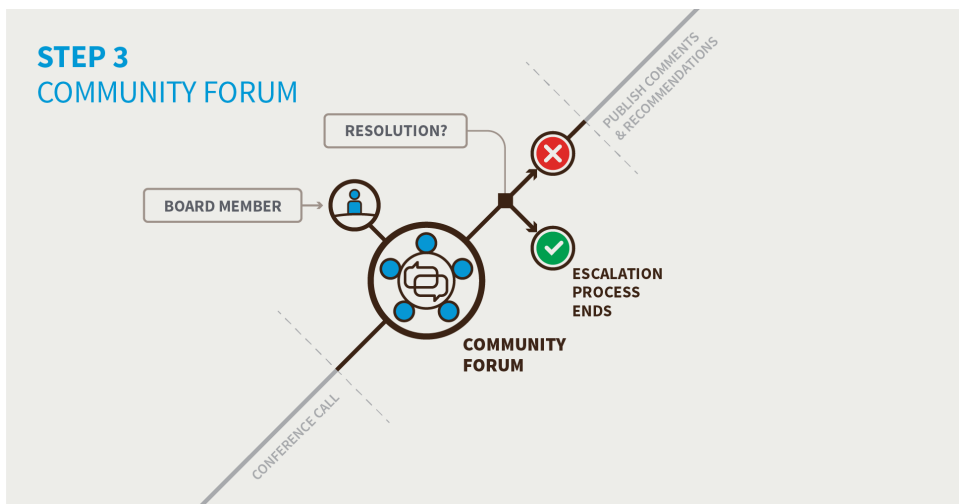 STEP 3
COMMUNITY FORUM
RESOLUTION?
PUBLISH COMMENTS
& RECOMMENDATIONS
BOARD MEMBER
ESCALATION
PROCESS
ENDS
COMMUNITY
FORUM
CONFERENCE CALL